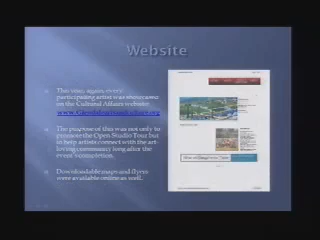 Website
This year, again, every
participating artist was showcased
on the Cultural Affairs website
The purpose of this was not only to
promote the Open Studio Tour but
to help artists connect with the art-
loving community long after the
event's completion.
Downloadable maps and flyers
were available online as well.